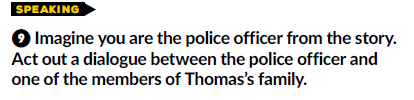 SPEAKING
9 Imagine you are the police officer from the story.
Act out a dialogue between the police officer and
one of the members of Thomas's family.